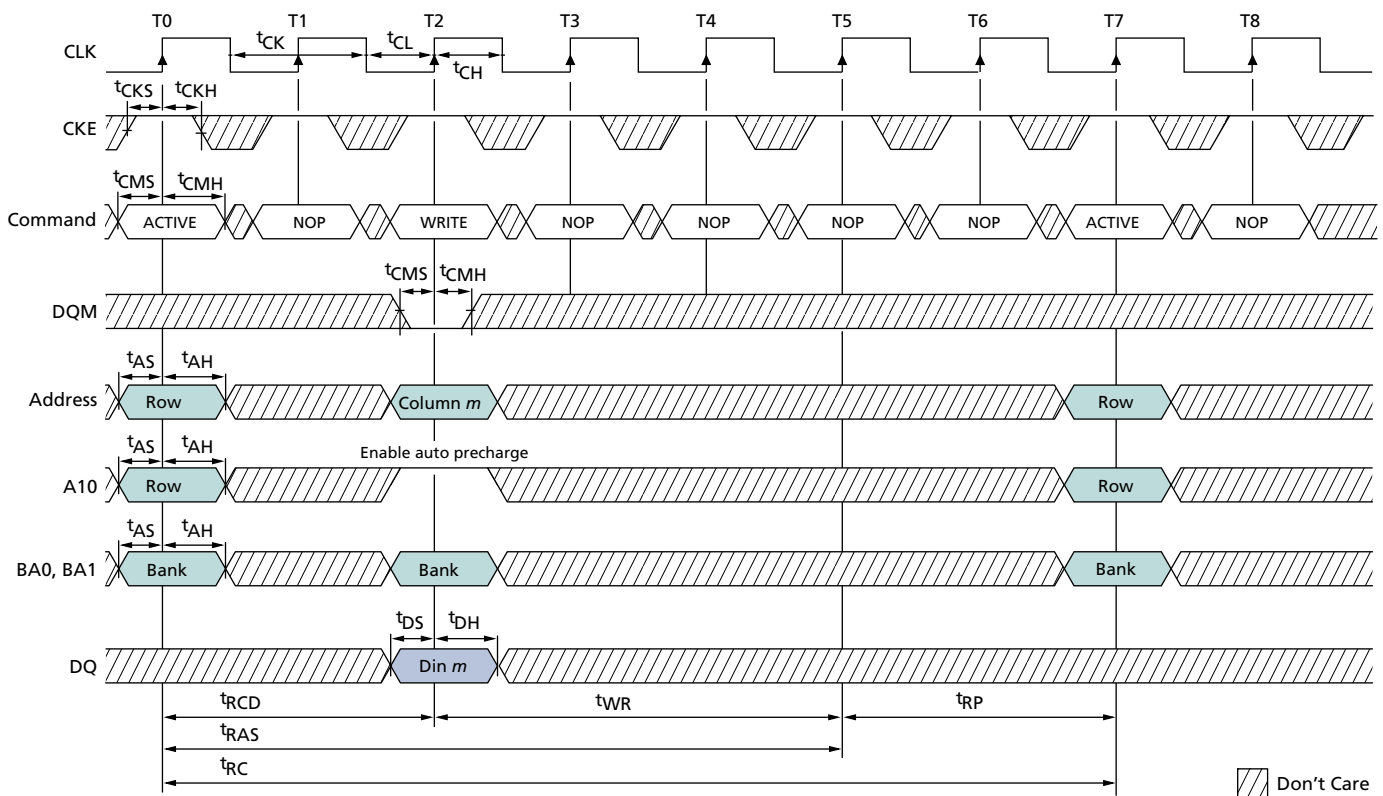 T0 T1 T2 T3 T4 T5 T6 T7 T8
CLK
tCK tCL
tCH
tCKS tCKH
CKE
tCMS tCMH
Command ACTIVE NOP WRITE NOP NOP NOP NOP ACTIVE NOP
tCMS tCMH
DQM
tAS tAH
Address Row Column m Row
tAS tAH Enable auto precharge
A10 Row Row
tAS tAH
BA0, BA1 Bank Bank Bank
tDS tDH
DQ Din m
tRCD tWR tRP
tRAS
tRC
Don't Care